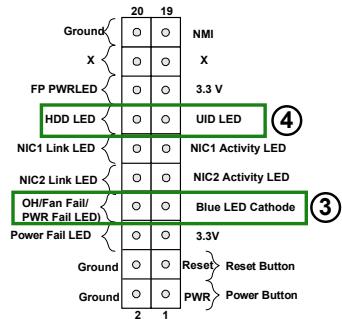 20 19
Ground NMI
X X
FP PWRLED 3.3 V
HDD LED UID LED 4
NIC1 Link LED NIC1 Activity LED
NIC2 Link LED NIC2 Activity LED
OH/Fan Fail/
PWR Fail LED) Blue LED Cathode 3
Power Fail LED 3.3V
Ground Reset Reset Button
Ground PWR Power Button
2 1